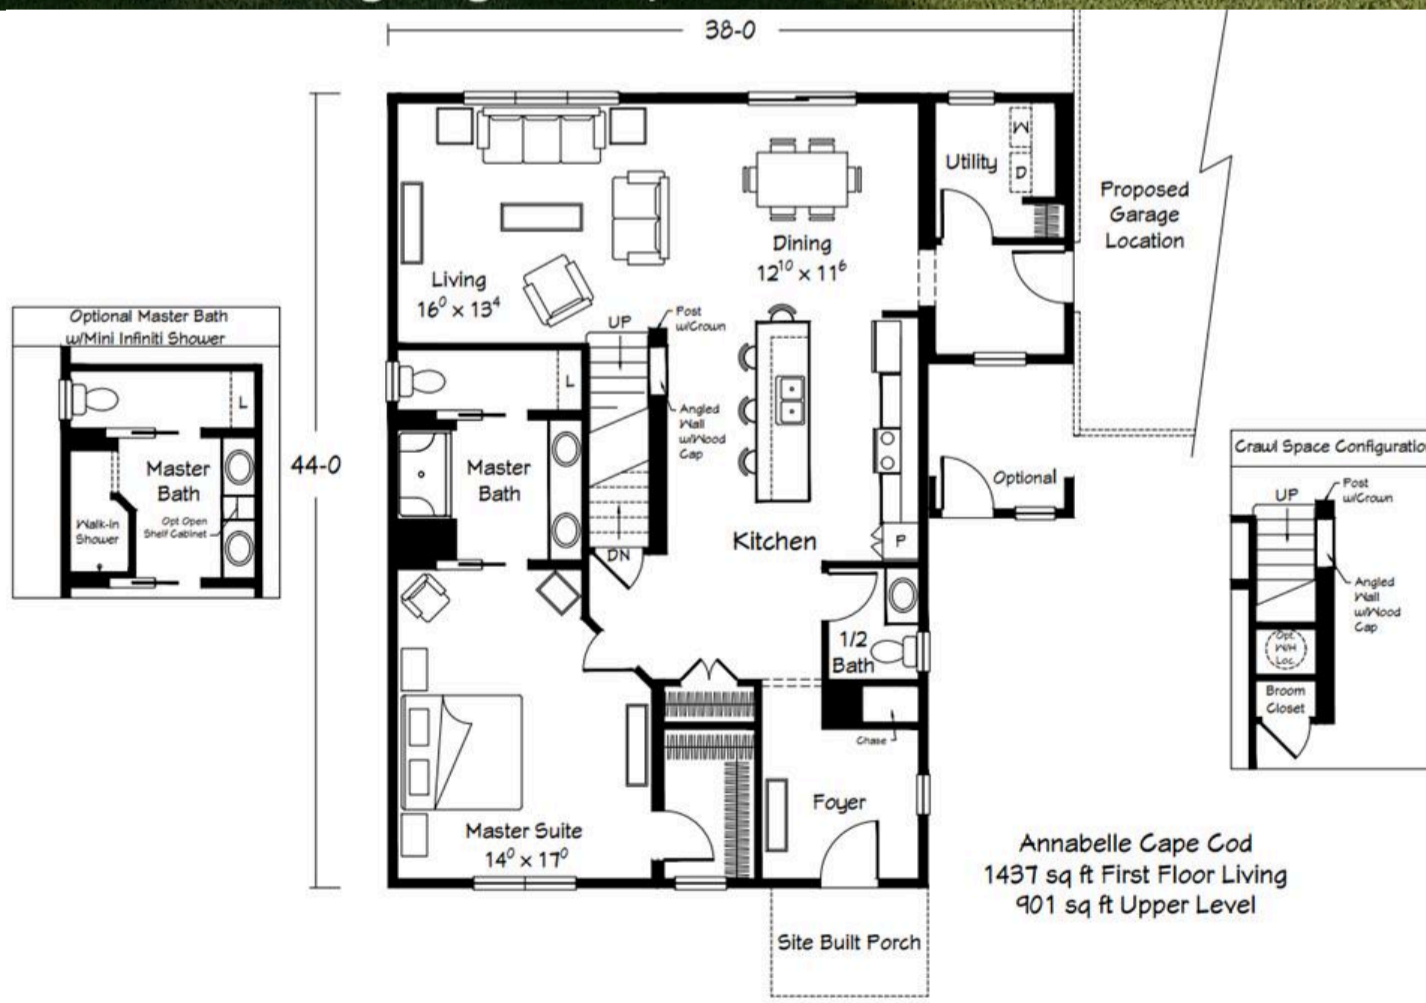 38-0
44-0
Living
16⁰ x 13⁴
Dining
12¹⁰ x 11⁶
Utility
W
D
Proposed
Garage
Location
Optional Master Bath
w/Mini Infiniti Shower
L
Master
Bath
Opt Open
Shelf Cabinet
Walk-in
Shower
UP
Post
w/Crown
Angled
Wall
w/Wood
Cap
L
Master
Bath
DN
Kitchen
P
Optional
1/2
Bath
Chase
Foyer
Master Suite
14⁰ x 17⁰
Site Built Porch
Crawl Space Configuratio
UP
Post
w/Crown
Angled
Wall
w/Wood
Cap
Opt.
W/H
Loc.
Broom
Closet
Annabelle Cape Cod
1437 sq ft First Floor Living
901 sq ft Upper Level